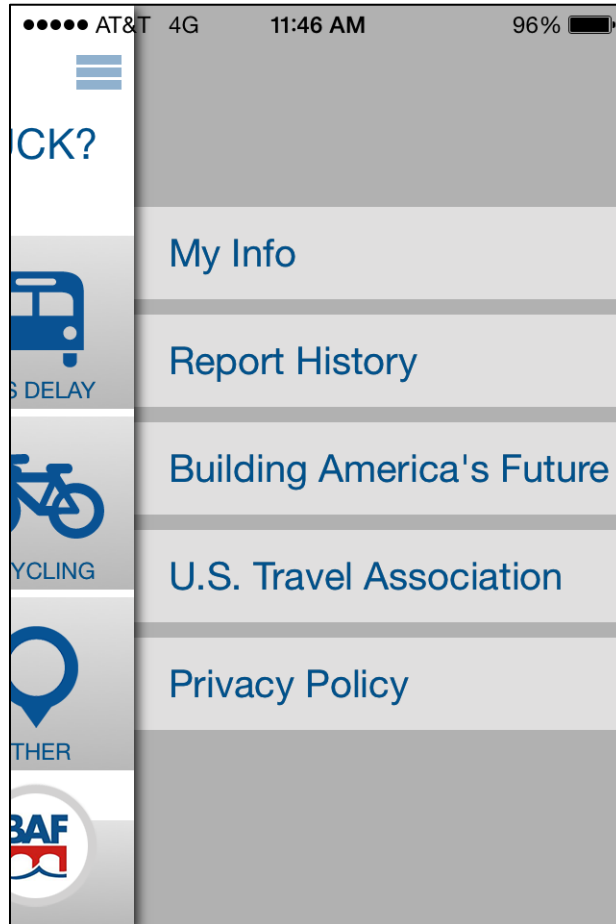 AT&T 4G 11:46 AM 96%
ICK?
My Info
Report History
S DELAY
Building America's Future
YCLING
U.S. Travel Association
Privacy Policy
THER
BAF